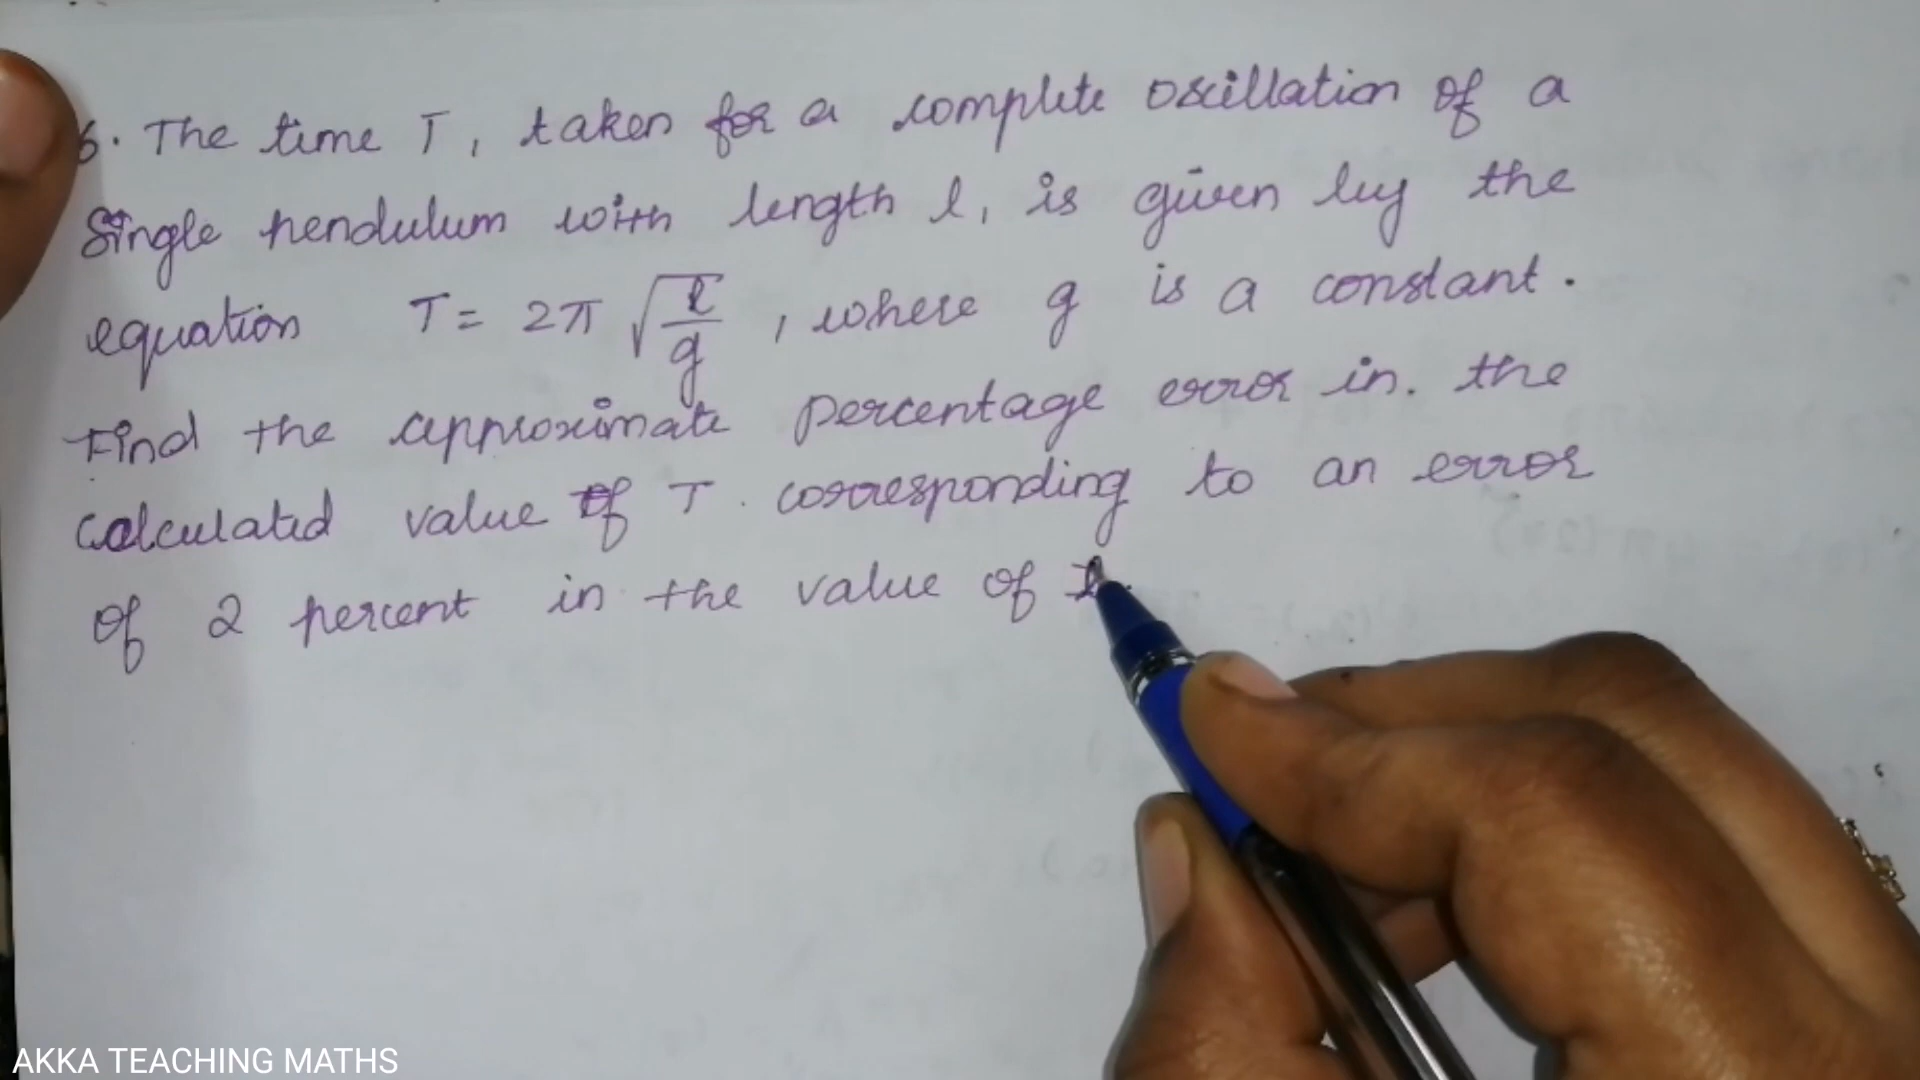 6. The time T, taken for a complete oscillation of a
Single pendulum with length l, is given by the
equation T = 2π √(l/g), where g is a constant.
Find the approximate percentage error in. the
Calculated value of T. corresponding to an error
of 2 percent in the value of
AKKA TEACHING MATHS